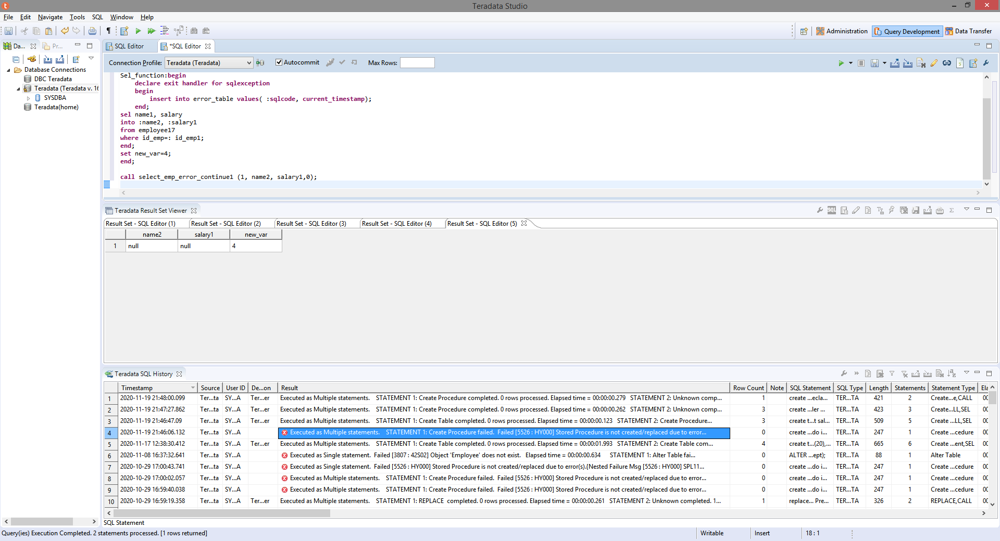 Teradata Studio
File Edit Navigate Tools SQL Window Help
Administration Query Development Data Transfer
Da... Pr...
SQL Editor *SQL Editor
Database Connections
DBC Teradata
Teradata (Teradata v. 16
SYSDBA
Teradata(home)
Connection Profile: Teradata (Teradata) Autocommit Max Rows:
Sel_function:begin
declare exit handler for sqlexception
begin
insert into error_table values( :sqlcode, current_timestamp);
end;
sel name1, salary
into :name2, :salary1
from employee17
where id_emp=: id_emp1;
end;
set new_var=4;
end;
call select_emp_error_continue1 (1, name2, salary1,0);
Teradata Result Set Viewer
Result Set - SQL Editor (1) Result Set - SQL Editor (2) Result Set - SQL Editor (3) Result Set - SQL Editor (4) Result Set - SQL Editor (5)
name2 salary1 new_var
1 null null 4
Teradata SQL History
Timestamp Source User ID De...on Result Row Count Note SQL Statement SQL Type Length Statements Statement Type Ela
1 2020-11-19 21:48:00.099 Ter...ta SY...A Ter...er Executed as Multiple statements. STATEMENT 1: Create Procedure completed. 0 rows processed. Elapsed time = 00:00:00.279 STATEMENT 2: Unknown comp... 1 create ...ecla... TER...TA 421 2 Create...e,CALL 00
2 2020-11-19 21:47:27.862 Ter...ta SY...A Ter...er Executed as Multiple statements. STATEMENT 1: Create Procedure completed. 0 rows processed. Elapsed time = 00:00:00.262 STATEMENT 2: Unknown comp... 3 create ...ler ... TER...TA 423 3 Create...LL,SEL 00
3 2020-11-19 21:46:47.09 Ter...ta SY...A Ter...er Executed as Multiple statements. STATEMENT 1: Create Table completed. 0 rows processed. Elapsed time = 00:00:00.123 STATEMENT 2: Create Procedure... 3 create t...t sal... TER...TA 509 5 Create...LL,SEL 00
4 2020-11-19 21:46:06.132 Ter...ta SY...A Executed as Multiple statements. STATEMENT 1: Create Procedure failed. Failed [5526 : HY000] Stored Procedure is not created/replaced due to error... 0 create ...do i... TER...TA 247 1 Create ...cedure 00
5 2020-11-17 12:38:30.412 Ter...ta SY...A Ter...er Executed as Multiple statements. STATEMENT 1: Create Table completed. 0 rows processed. Elapsed time = 00:00:01.993 STATEMENT 2: Create Table com... 4 create t...(20),... TER...TA 665 6 Create ...ent,SEL 00
6 2020-11-08 16:37:32.641 Ter...ta SY...A Executed as Single statement. Failed [3807 : 42S02] Object 'Employee' does not exist. Elapsed time = 00:00:00.634 STATEMENT 1: Alter Table fai... 0 ALTER ...ept); TER...TA 88 1 Alter Table 00
7 2020-10-29 17:00:43.741 Ter...ta SY...A Executed as Single statement. Failed [5526 : HY000] Stored Procedure is not created/replaced due to error(s).{Nested Failure Msg [5526 : HY000] SPL11... 0 create ...do i... TER...TA 247 1 Create ...cedure 00
8 2020-10-29 17:00:02.057 Ter...ta SY...A Executed as Multiple statements. STATEMENT 1: Create Procedure failed. Failed [5526 : HY000] Stored Procedure is not created/replaced due to error... 0 create ...do i... TER...TA 247 1 Create ...cedure 00
9 2020-10-29 16:59:40.038 Ter...ta SY...A Executed as Multiple statements. STATEMENT 1: Create Procedure failed. Failed [5526 : HY000] Stored Procedure is not created/replaced due to error... 0 create ...do i... TER...TA 247 1 Create ...cedure 00
10 2020-10-29 16:59:19.358 Ter...ta SY...A Ter...er Executed as Multiple statements. STATEMENT 1: REPLACE completed. 0 rows processed. Elapsed time = 00:00:00.261 STATEMENT 2: Unknown completed. 1... 1 replace... Pre... TER...TA 326 2 REPLACE,CALL 00
SQL Statement
Query(ies) Execution Completed. 2 statements processed. [1 rows returned] Writable Insert 18 : 1